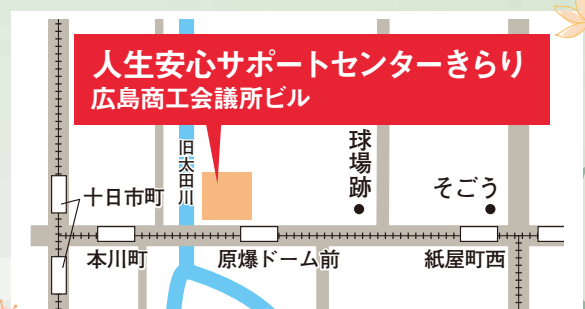 人生安心サポートセンターきらり
広島商工会議所ビル
旧太田川
球場跡
そごう
十日市町
本川町
原爆ドーム前
紙屋町西